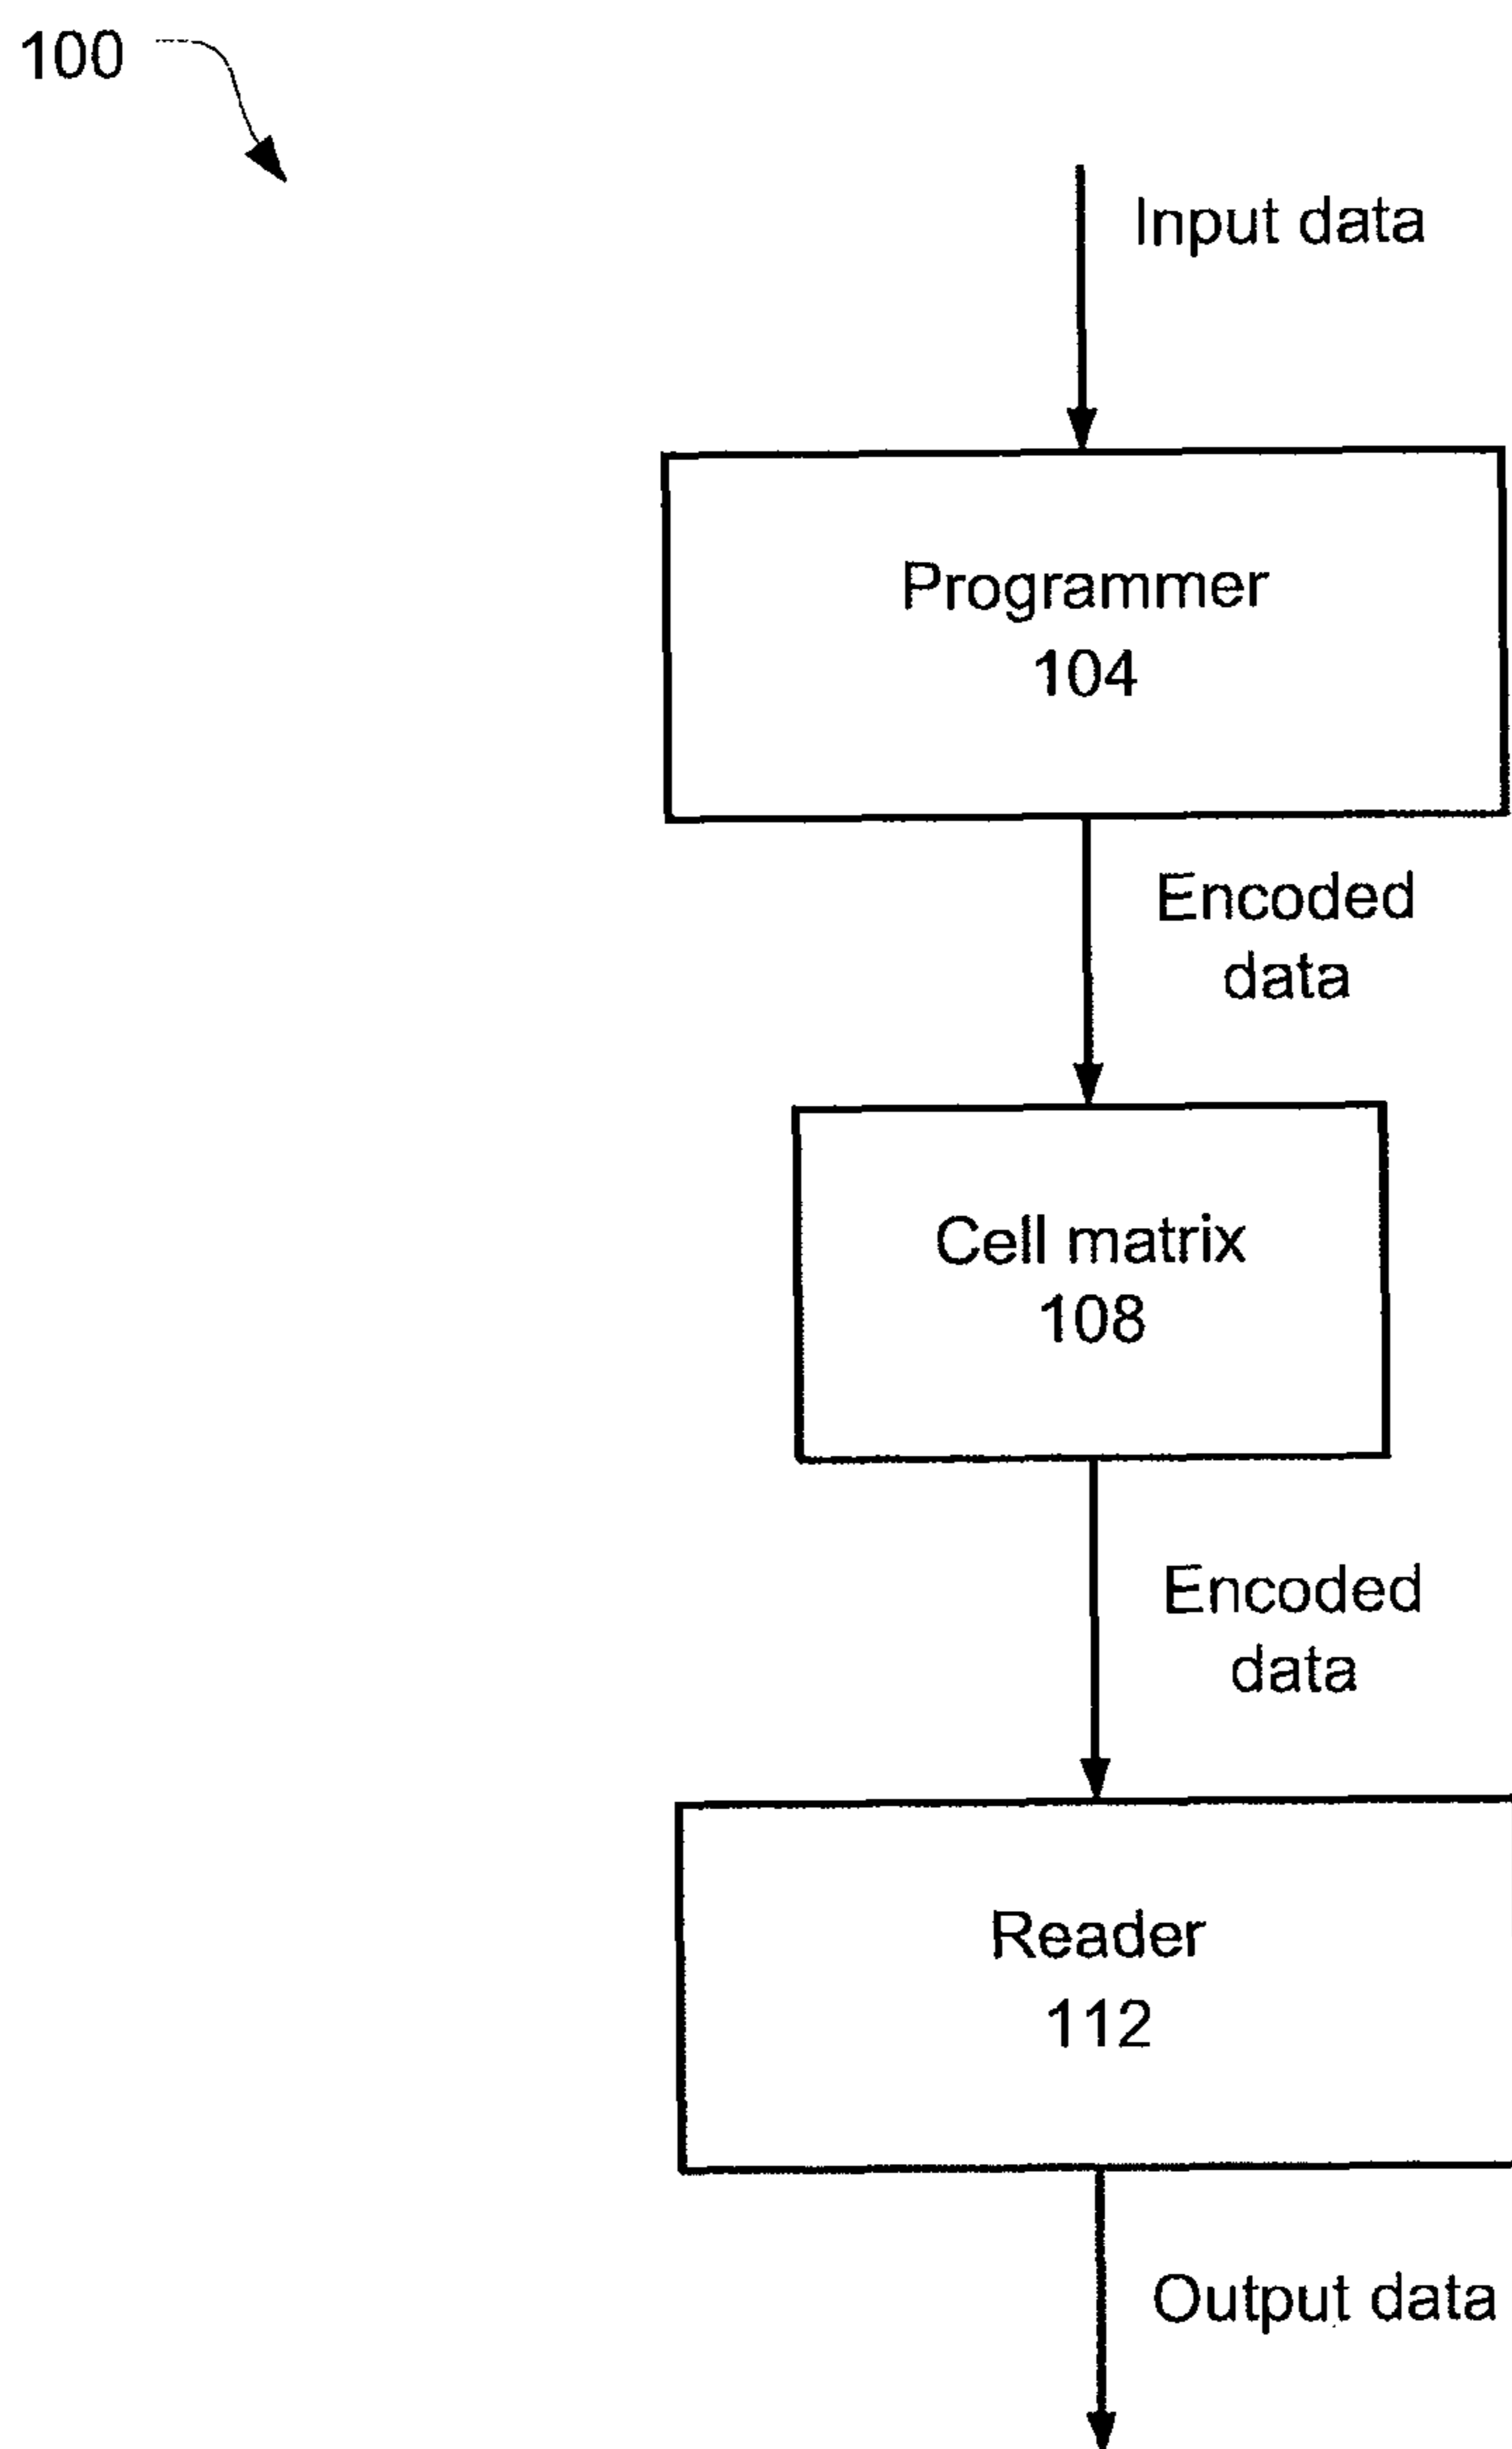 100
Input data
Programmer
104
Encoded
data
Cell matrix
108
Encoded
data
Reader
112
Output data